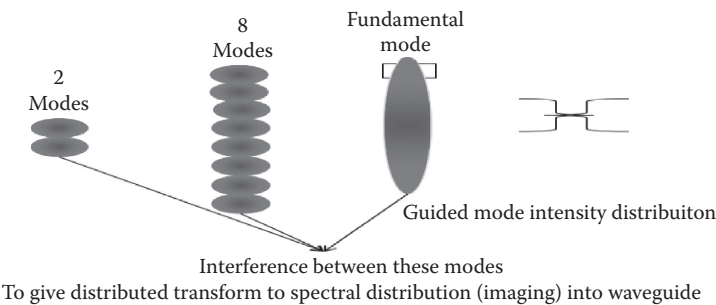 Fundamental
mode
8
Modes
2
Modes
Guided mode intensity distribuiton
Interference between these modes
To give distributed transform to spectral distribution (imaging) into waveguide